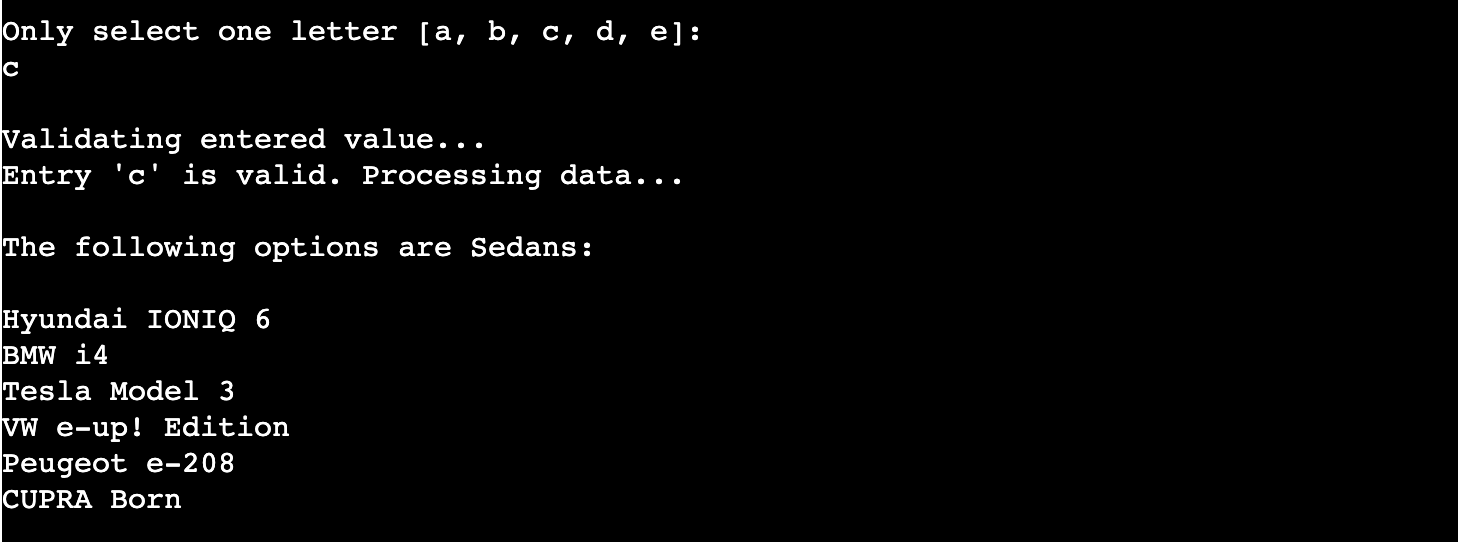 Only select one letter [a, b, c, d, e]:
c
Validating entered value...
Entry 'c' is valid. Processing data...
The following options are Sedans:
Hyundai IONIQ 6
BMW i4
Tesla Model 3
VW e-up! Edition
Peugeot e-208
CUPRA Born